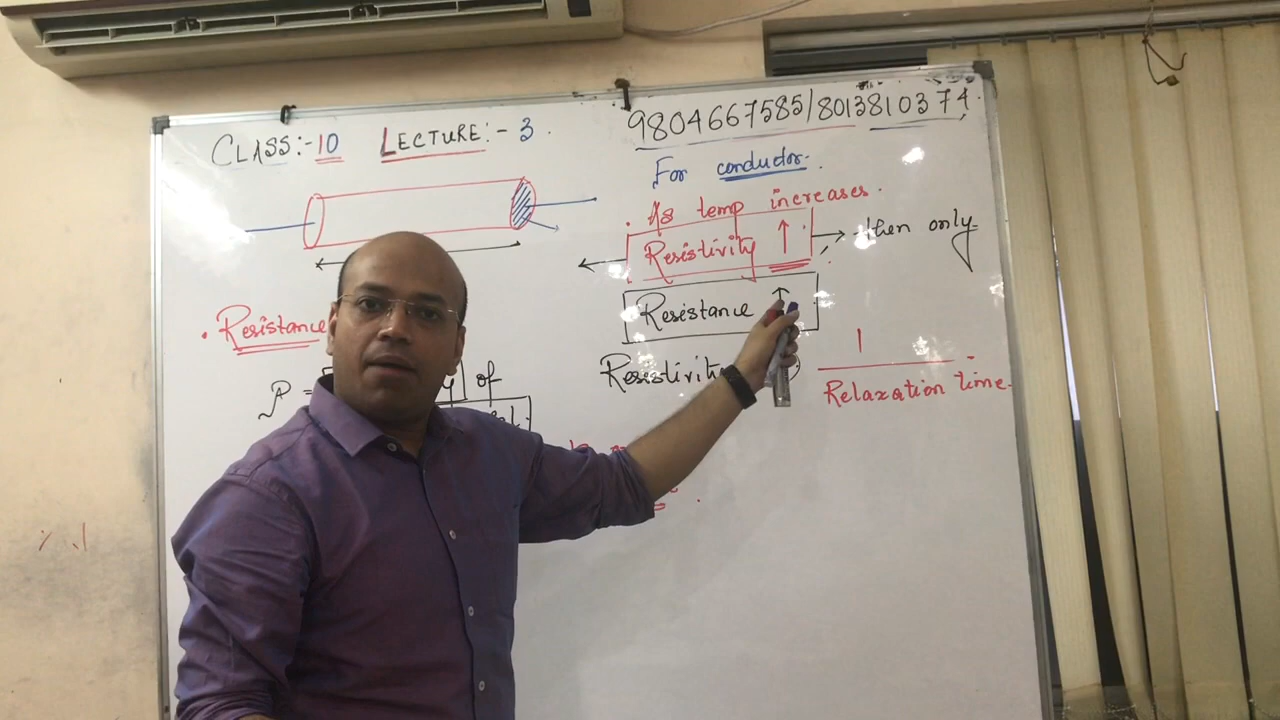 CLASS:-10 LECTURE:- 3.
9804667585/8013810374.
For conductor.
. As temp increases.
Resistivity ↑ → then only
Resistance ↑
. Resistance
Resistivity
1
Relaxation time.
ρ = of